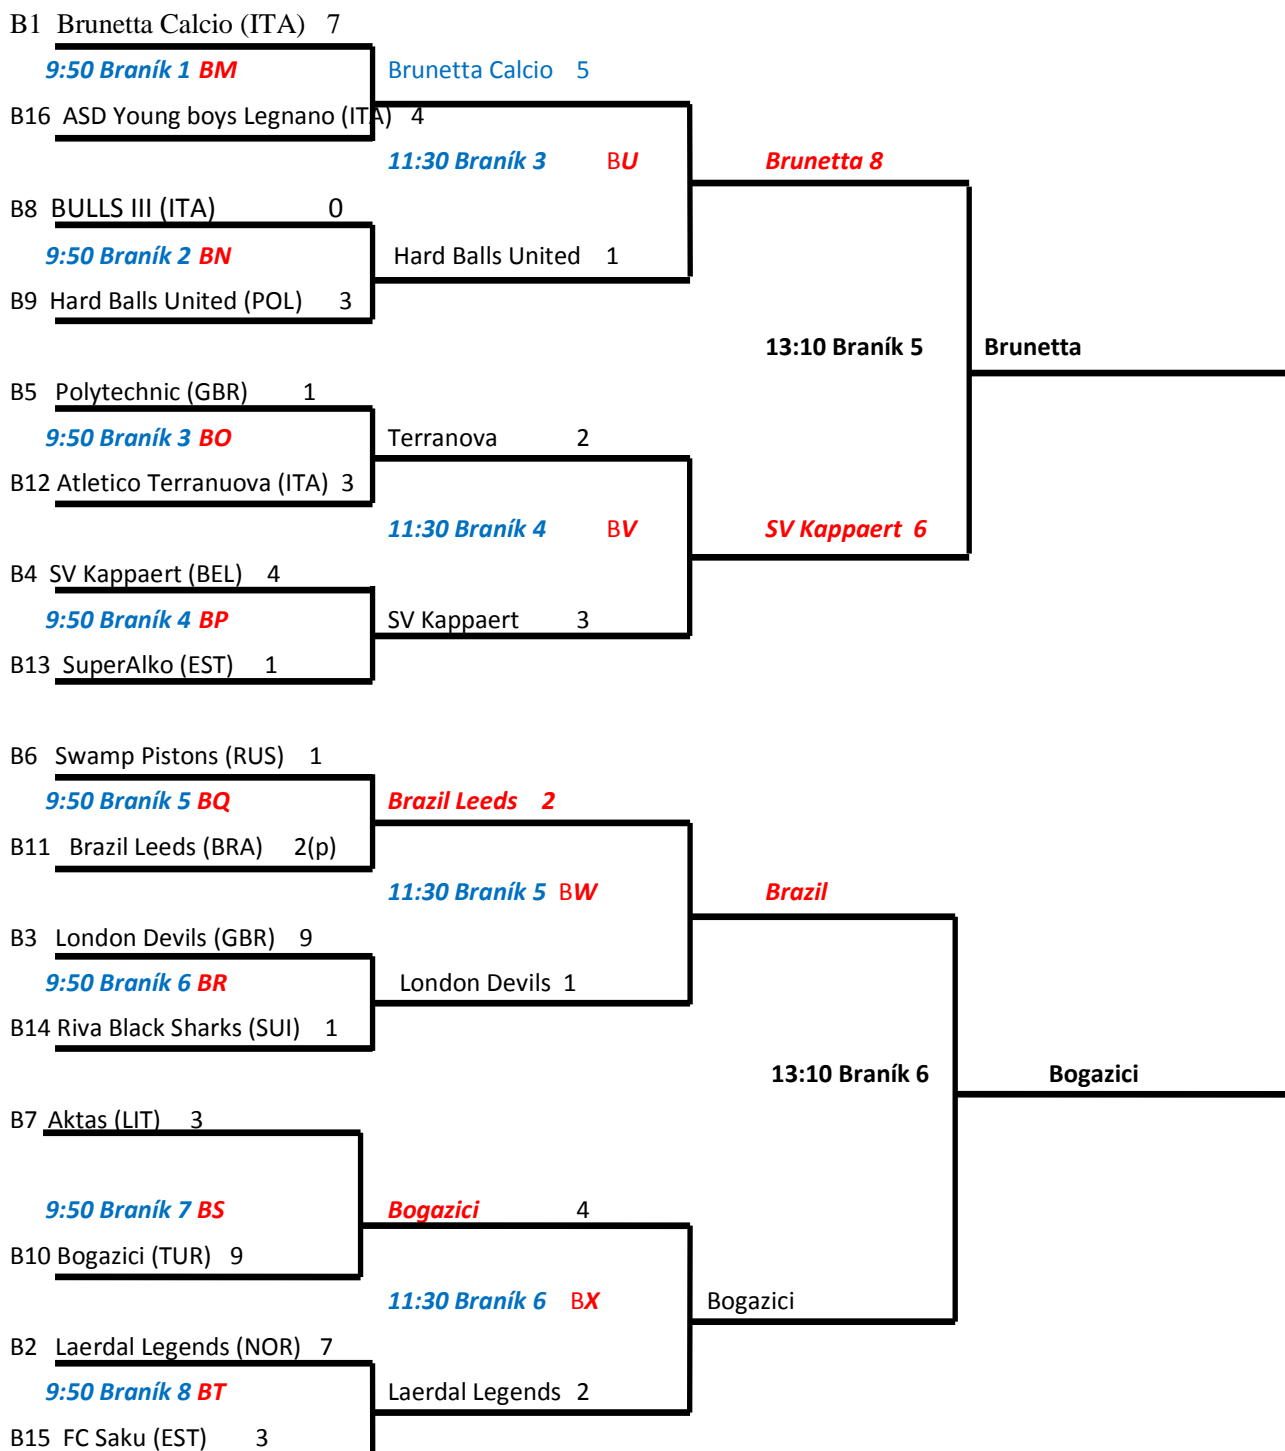 B1 Brunetta Calcio (ITA) 7
9:50 Braník 1 BM
Brunetta Calcio 5
B16 ASD Young boys Legnano (ITA) 4
11:30 Braník 3 BU
Brunetta 8
B8 BULLS III (ITA) 0
9:50 Braník 2 BN
Hard Balls United 1
B9 Hard Balls United (POL) 3
13:10 Braník 5
Brunetta
B5 Polytechnic (GBR) 1
9:50 Braník 3 BO
Terranova 2
B12 Atletico Terranuova (ITA) 3
11:30 Braník 4 BV
SV Kappaert 6
B4 SV Kappaert (BEL) 4
9:50 Braník 4 BP
SV Kappaert 3
B13 SuperAlko (EST) 1
B6 Swamp Pistons (RUS) 1
9:50 Braník 5 BQ
Brazil Leeds 2
B11 Brazil Leeds (BRA) 2(p)
11:30 Braník 5 BW
Brazil
B3 London Devils (GBR) 9
9:50 Braník 6 BR
London Devils 1
B14 Riva Black Sharks (SUI) 1
13:10 Braník 6
Bogazici
B7 Aktas (LIT) 3
9:50 Braník 7 BS
Bogazici 4
B10 Bogazici (TUR) 9
11:30 Braník 6 BX
Bogazici
B2 Laerdal Legends (NOR) 7
9:50 Braník 8 BT
Laerdal Legends 2
B15 FC Saku (EST) 3